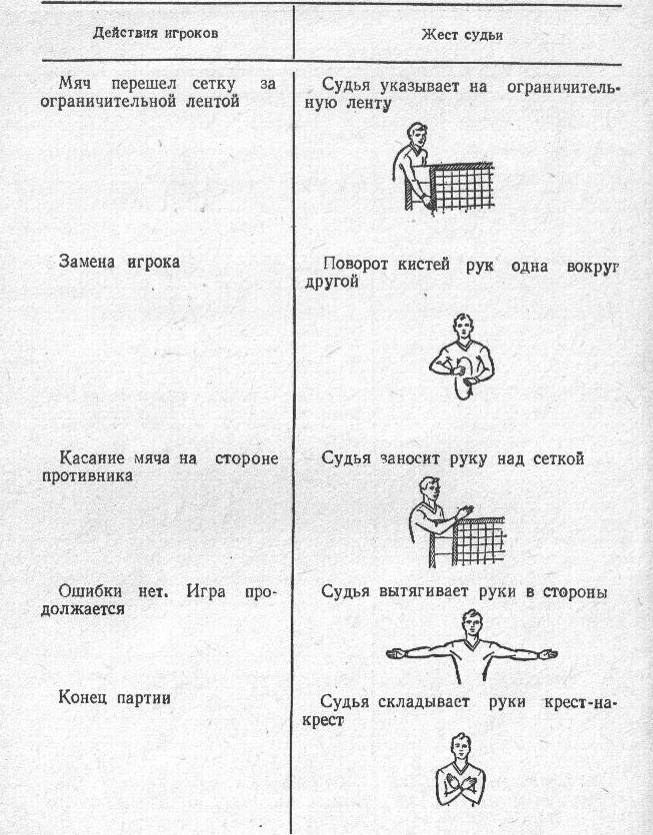 Действия игроков
Жест судьи
Мяч перешел сетку за
ограничительной лентой
Судья указывает на ограничитель-
ную ленту
Замена игрока
Поворот кистей рук одна вокруг
другой
Касание мяча на стороне
противника
Судья заносит руку над сеткой
Ошибки нет. Игра про-
должается
Судья вытягивает руки в стороны
Конец партии
Судья складывает руки крест-на-
крест